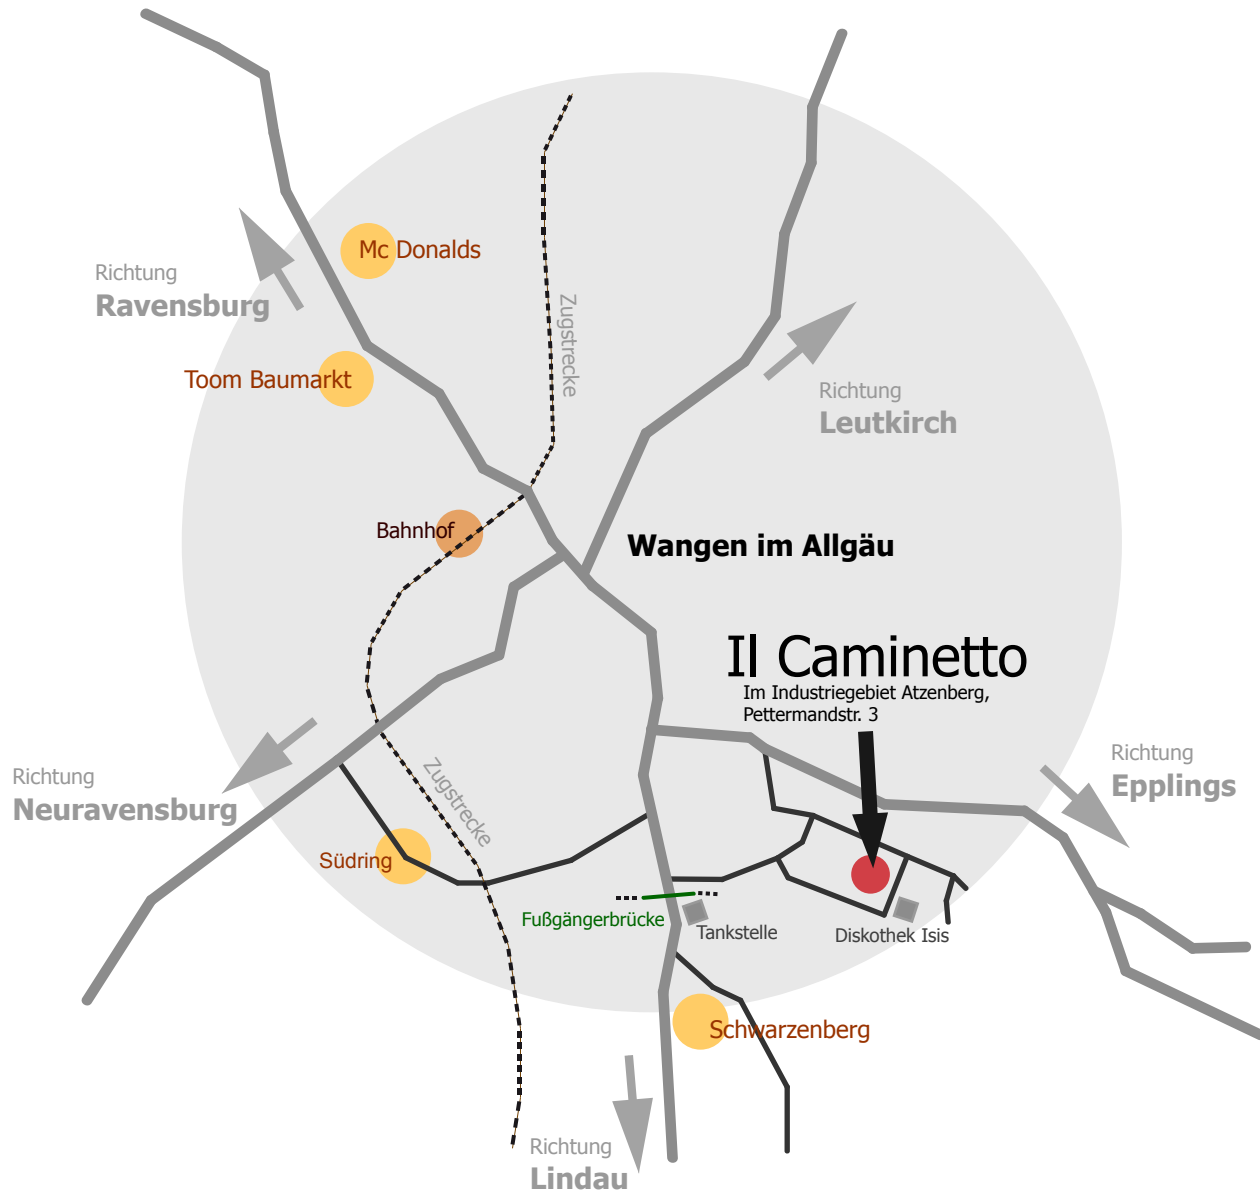 Mc Donalds
Richtung
Ravensburg
Zugstrecke
Toom Baumarkt
Richtung
Leutkirch
Bahnhof
Wangen im Allgäu
Il Caminetto
Im Industriegebiet Atzenberg,
Pettermandstr. 3
Richtung
Epplings
Richtung
Neuravensburg
Zugstrecke
Südring
Fußgängerbrücke
Tankstelle
Diskothek Isis
Schwarzenberg
Richtung
Lindau